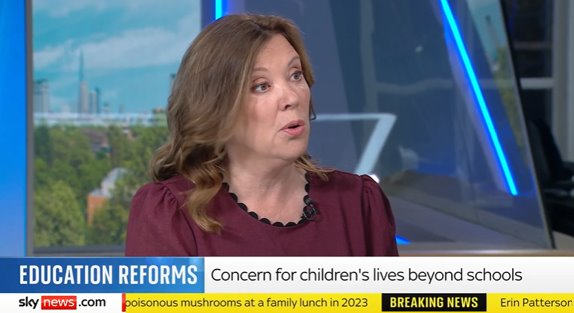 EDUCATION REFORMS Concern for children's lives beyond schools
sky news.com poisonous mushrooms at a family lunch in 2023 BREAKING NEWS Erin Patterson